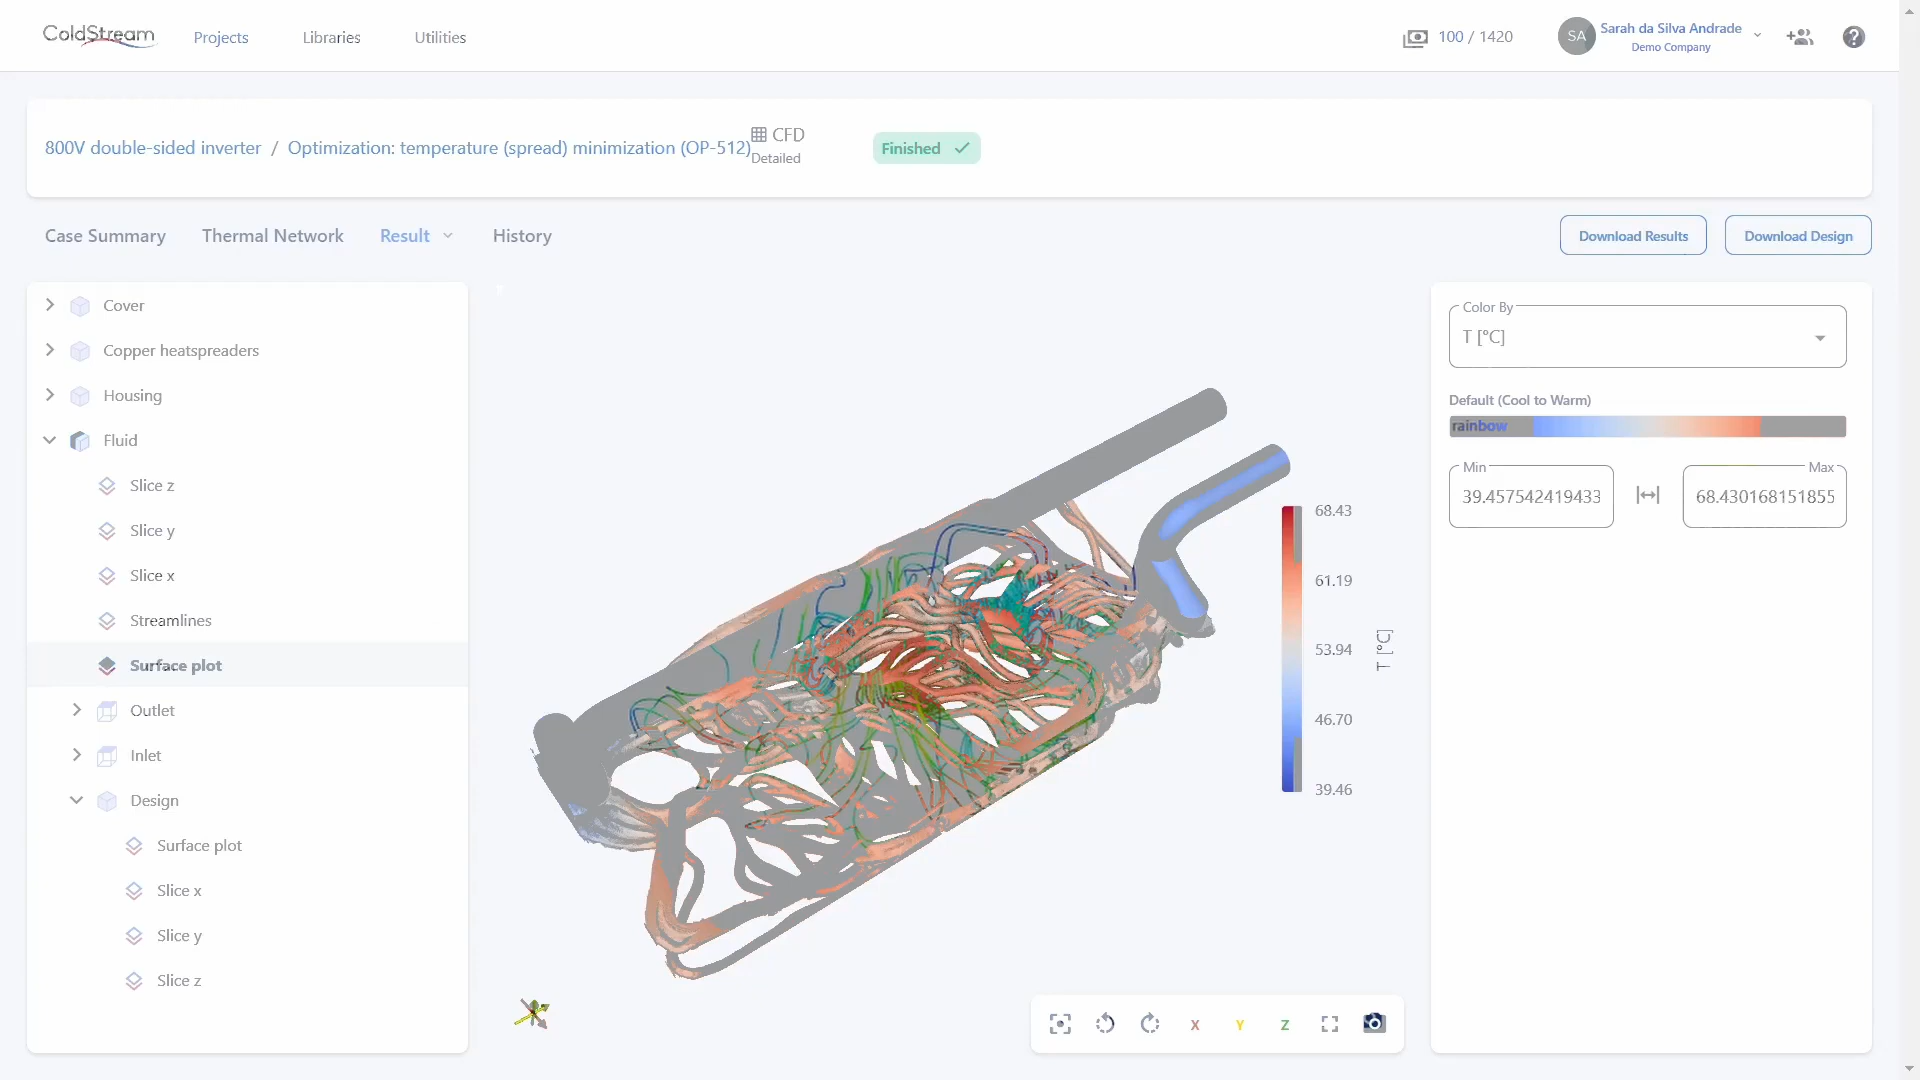 ColdStream
Projects
Libraries
Utilities
100 / 1420
SA
Sarah da Silva Andrade
Demo Company
800V double-sided inverter / Optimization: temperature (spread) minimization (OP-512)
CFD
Detailed
Finished
Case Summary
Thermal Network
Result
History
Download Results
Download Design
Cover
Copper heatspreaders
Housing
Fluid
Slice z
Slice y
Slice x
Streamlines
Surface plot
Outlet
Inlet
Design
Surface plot
Slice x
Slice y
Slice z
68.43
61.19
53.94
46.70
39.46
T [°C]
X
Y
Z
Color By
T [°C]
Default (Cool to Warm)
rainbow
Min
39.457542419433
Max
68.430168151855